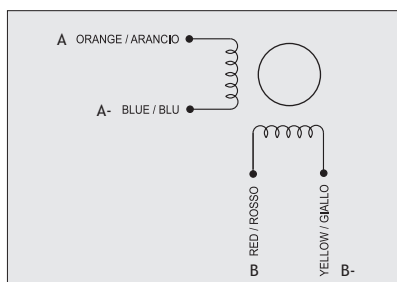 A ORANGE / ARANCIO
A- BLUE / BLU
RED / ROSSO
YELLOW / GIALLO
B
B-